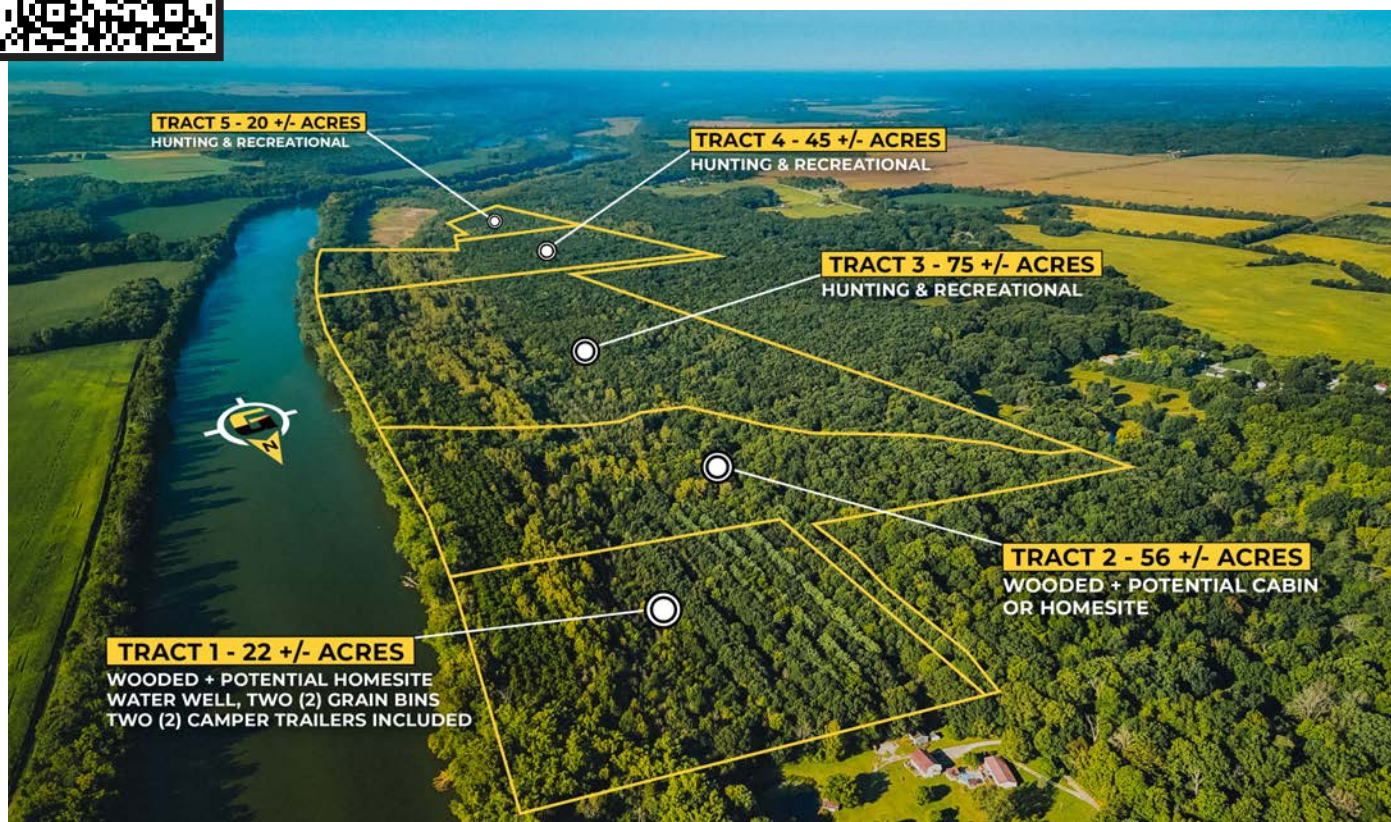 TRACT 5 - 20 +/- ACRES
HUNTING & RECREATIONAL
TRACT 4 - 45 +/- ACRES
HUNTING & RECREATIONAL
TRACT 3 - 75 +/- ACRES
HUNTING & RECREATIONAL
N
TRACT 2 - 56 +/- ACRES
WOODED + POTENTIAL CABIN
OR HOMESITE
TRACT 1 - 22 +/- ACRES
WOODED + POTENTIAL HOMESITE
WATER WELL, TWO (2) GRAIN BINS
TWO (2) CAMPER TRAILERS INCLUDED